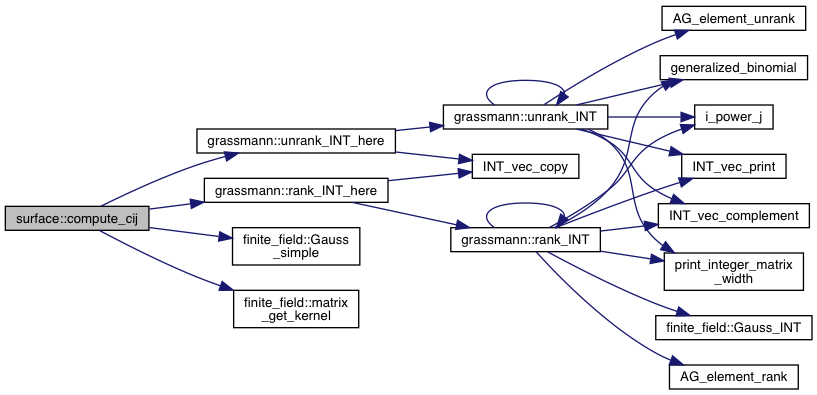 surface::compute_cij
grassmann::unrank_INT_here
grassmann::rank_INT_here
finite_field::Gauss
_simple
finite_field::matrix
_get_kernel
grassmann::unrank_INT
INT_vec_copy
grassmann::rank_INT
AG_element_unrank
generalized_binomial
i_power_j
INT_vec_print
INT_vec_complement
print_integer_matrix
_width
finite_field::Gauss_INT
AG_element_rank